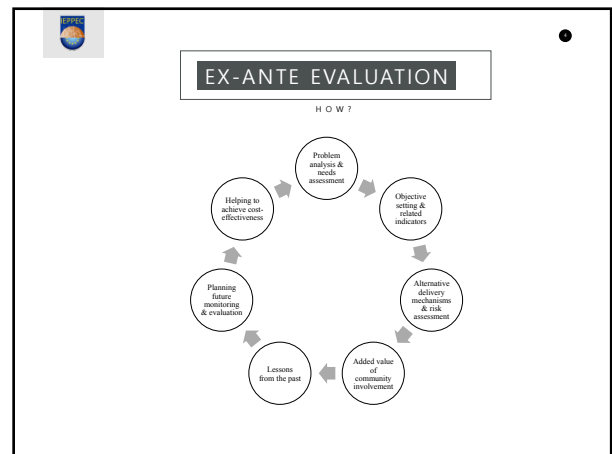 IEPPEC
4
EX-ANTE EVALUATION
HOW?
Problem
analysis &
needs
assessment
Objective
setting &
related
indicators
Alternative
delivery
mechanisms
& risk
assessment
Added value
of
community
involvement
Lessons
from the past
Planning
future
monitoring
& evaluation
Helping to
achieve cost-
effectiveness